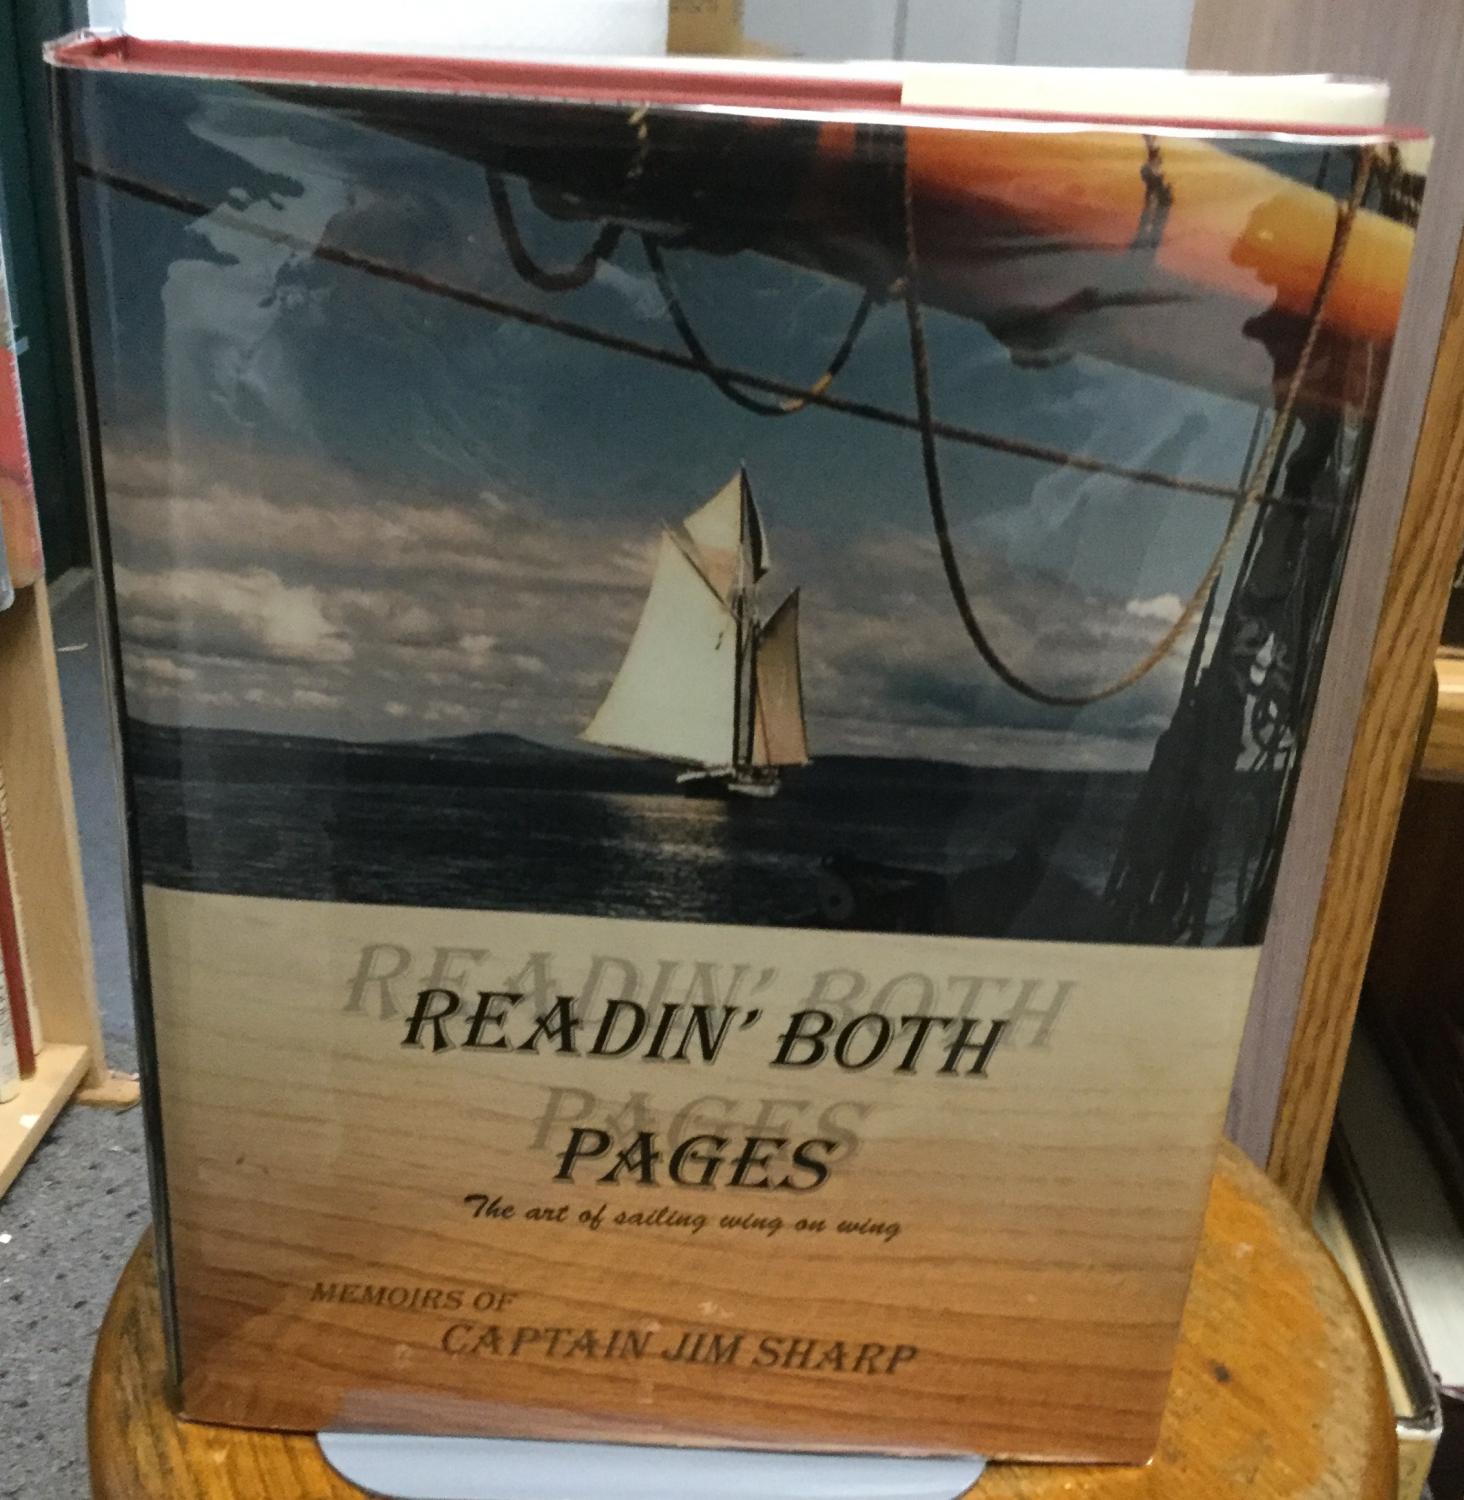 READIN' BOTH
PAGES
The art of sailing wing on wing
MEMOIRS OF
CAPTAIN JIM SHARP